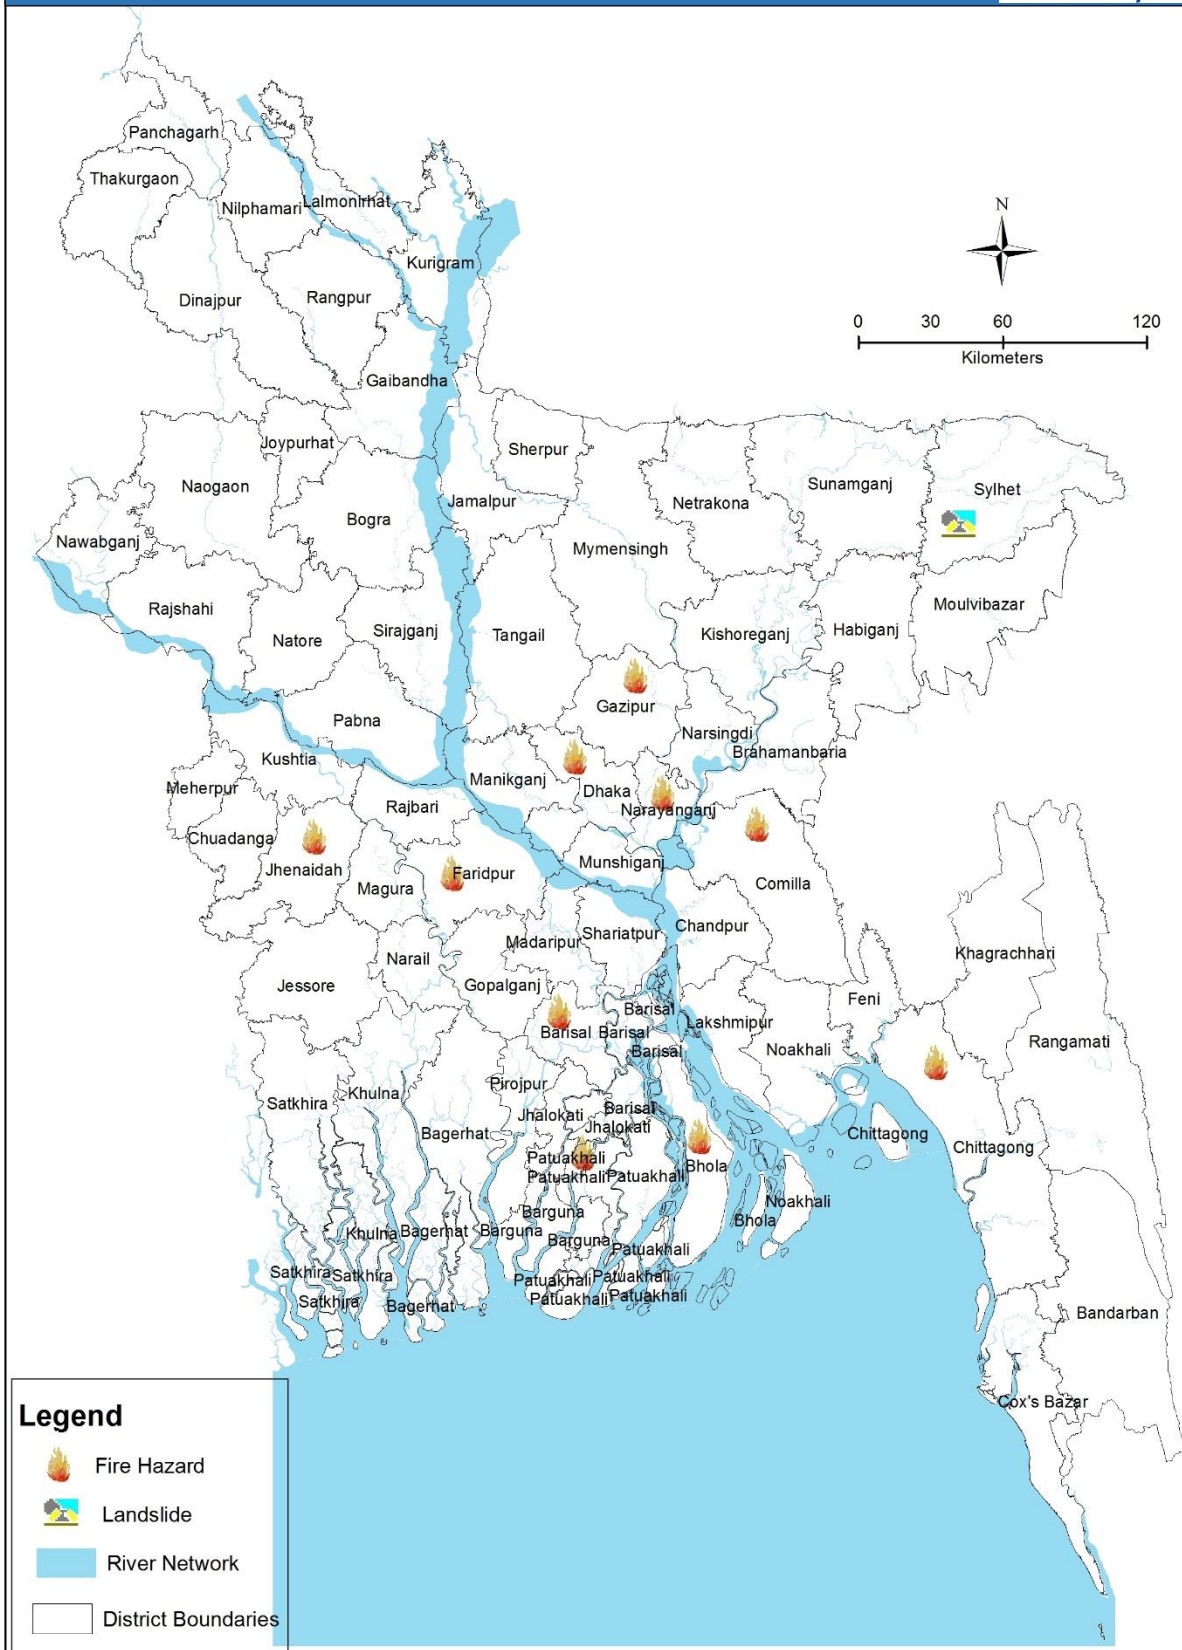 Panchagarh
Thakurgaon
Nilphamari
Lalmonirhat
Kurigram
N
Dinajpur
Rangpur
0 30 60 120
Kilometers
Gaibandha
Joypurhat
Sherpur
Naogaon
Sunamganj
Sylhet
Netrakona
Jamalpur
Bogra
Nawabganj
Mymensingh
Rajshahi
Moulvibazar
Sirajganj
Natore
Tangail
Kishoreganj
Habiganj
Gazipur
Pabna
Narsingdi
Brahamanbaria
Kushtia
Manikganj
Meherpur
Dhaka
Rajbari
Narayanganj
Chuadanga
Munshiganj
Jhenaidah
Faridpur
Magura
Comilla
Shariatpur
Chandpur
Madaripur
Khagrachhari
Narail
Jessore
Gopalganj
Feni
Barisal
Lakshmipur
Barisal
Barisal
Rangamati
Noakhali
Barisal
Pirojpur
Khulna
Satkhira
Jhalokati
Barisal
Jhalokati
Bagerhat
Chittagong
Chittagong
Patuakhali
Bhola
Patuakhali
Patuakhali
Noakhali
Barguna
Bhola
Khulna
Bagerhat
Barguna
Barguna
Patuakhali
Satkhira
Satkhira
Patuakhali
Patuakhali
Patuakhali
Patuakhali
Satkhira
Bagerhat
Bandarban
Cox's Bazar
Legend
Fire Hazard
Landslide
River Network
District Boundaries